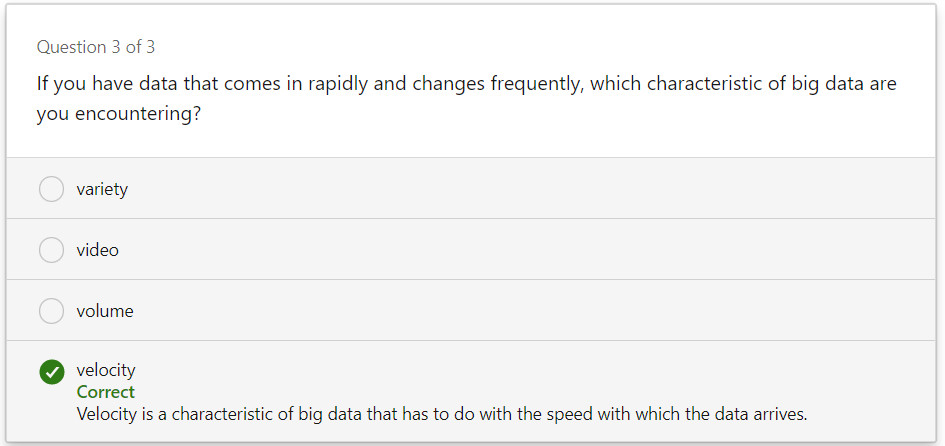 Question 3 of 3
If you have data that comes in rapidly and changes frequently, which characteristic of big data are
you encountering?
variety
video
volume
velocity
Correct
Velocity is a characteristic of big data that has to do with the speed with which the data arrives.